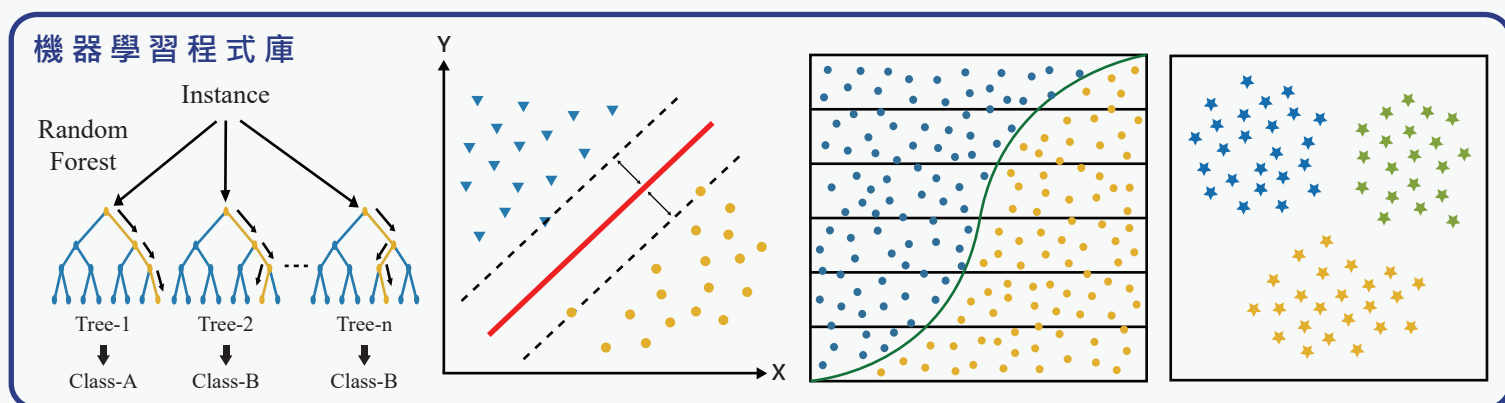 機器學習程式庫
Instance
Random
Forest
Tree-1
Tree-2
Tree-n
Class-A
Class-B
Class-B
Y
X